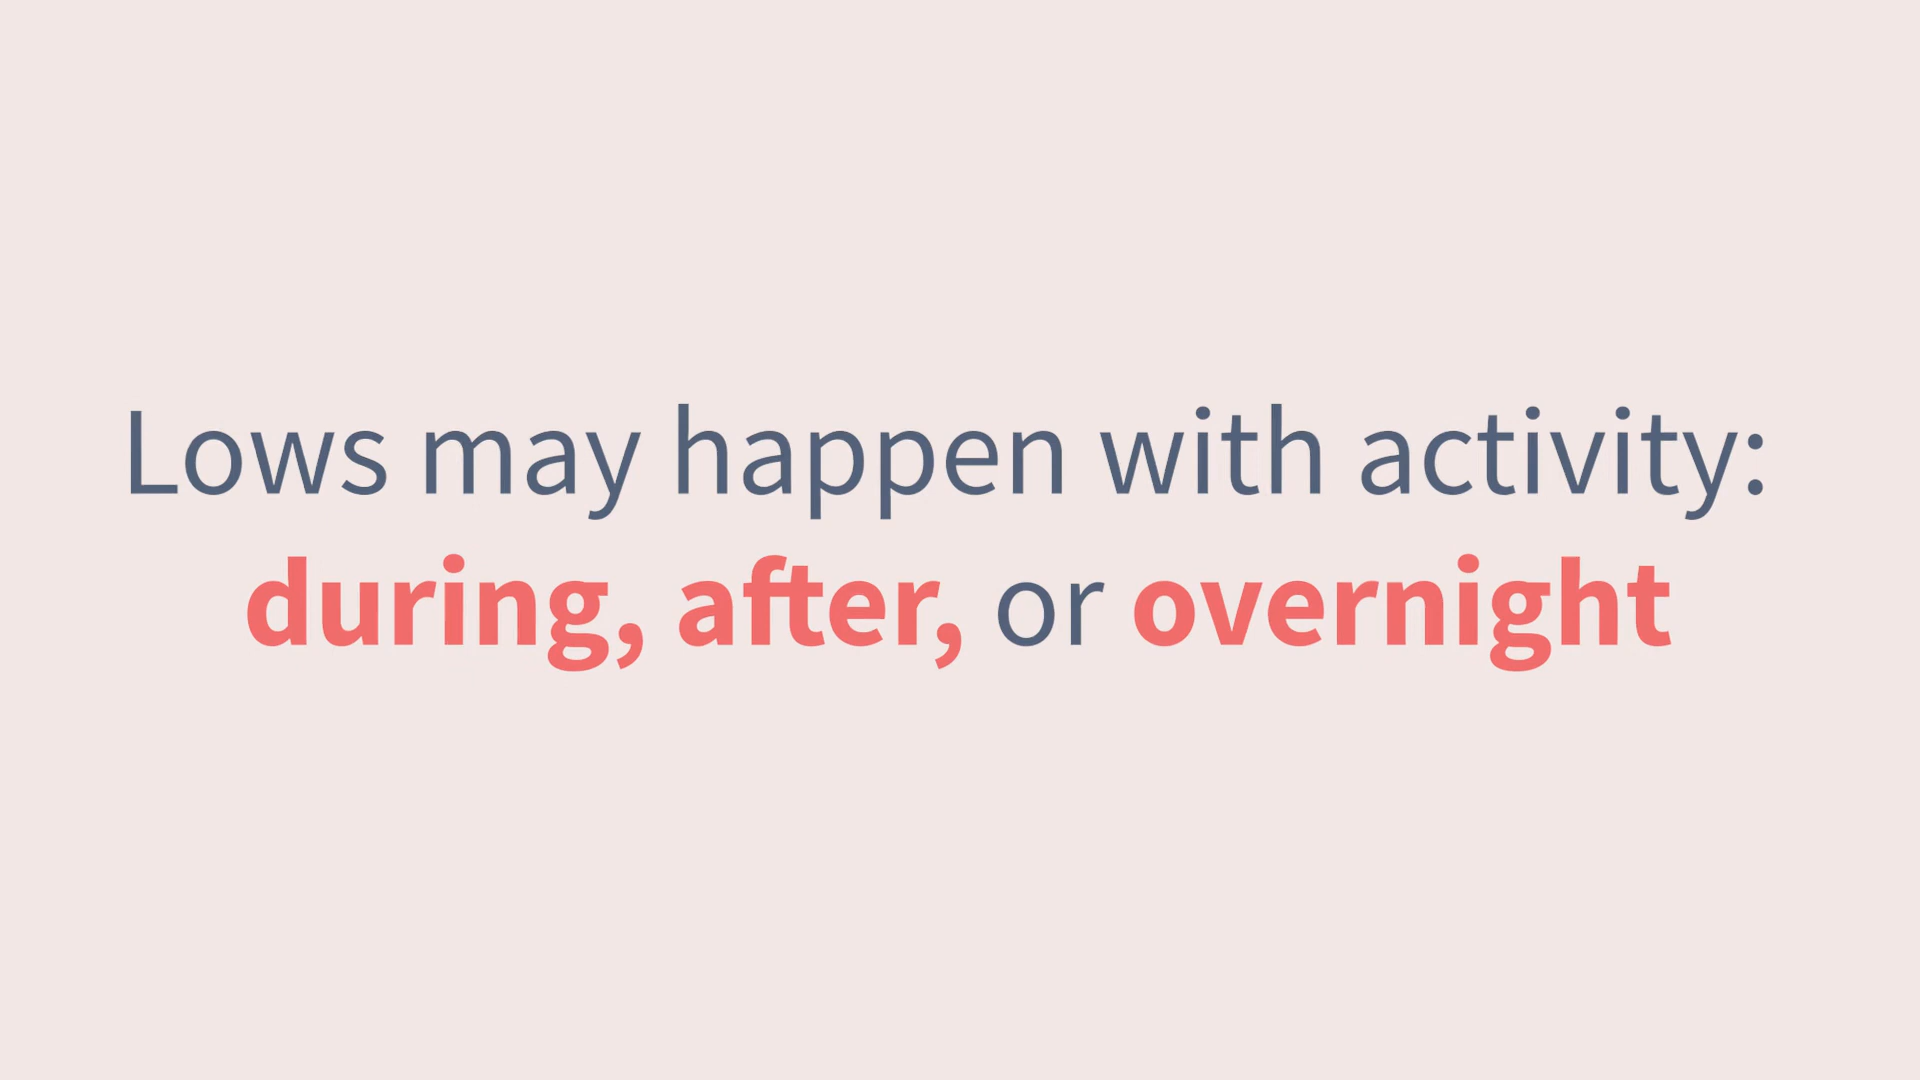 Lows may happen with activity:
during, after, or overnight